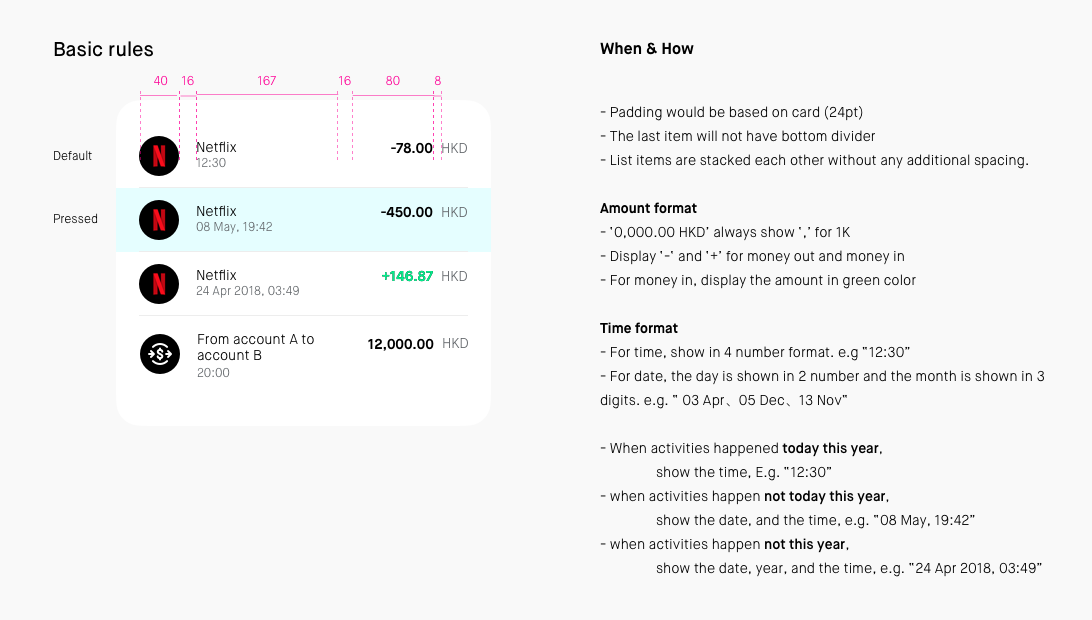 Basic rules
40 16 167 16 80 8
Default
N
Netflix
12:30
-78.00 HKD
Pressed
N
Netflix
08 May, 19:42
-450.00 HKD
N
Netflix
24 Apr 2018, 03:49
+146.87 HKD
$
From account A to
account B
20:00
12,000.00 HKD
When & How
- Padding would be based on card (24pt)
- The last item will not have bottom divider
- List items are stacked each other without any additional spacing.
Amount format
- ‘0,000.00 HKD’ always show ‘,’ for 1K
- Display ‘-’ and ‘+’ for money out and money in
- For money in, display the amount in green color
Time format
- For time, show in 4 number format. e.g “12:30”
- For date, the day is shown in 2 number and the month is shown in 3
digits. e.g. “ 03 Apr、05 Dec、13 Nov”
- When activities happened today this year,
show the time, E.g. “12:30”
- when activities happen not today this year,
show the date, and the time, e.g. “08 May, 19:42”
- when activities happen not this year,
show the date, year, and the time, e.g. “24 Apr 2018, 03:49”